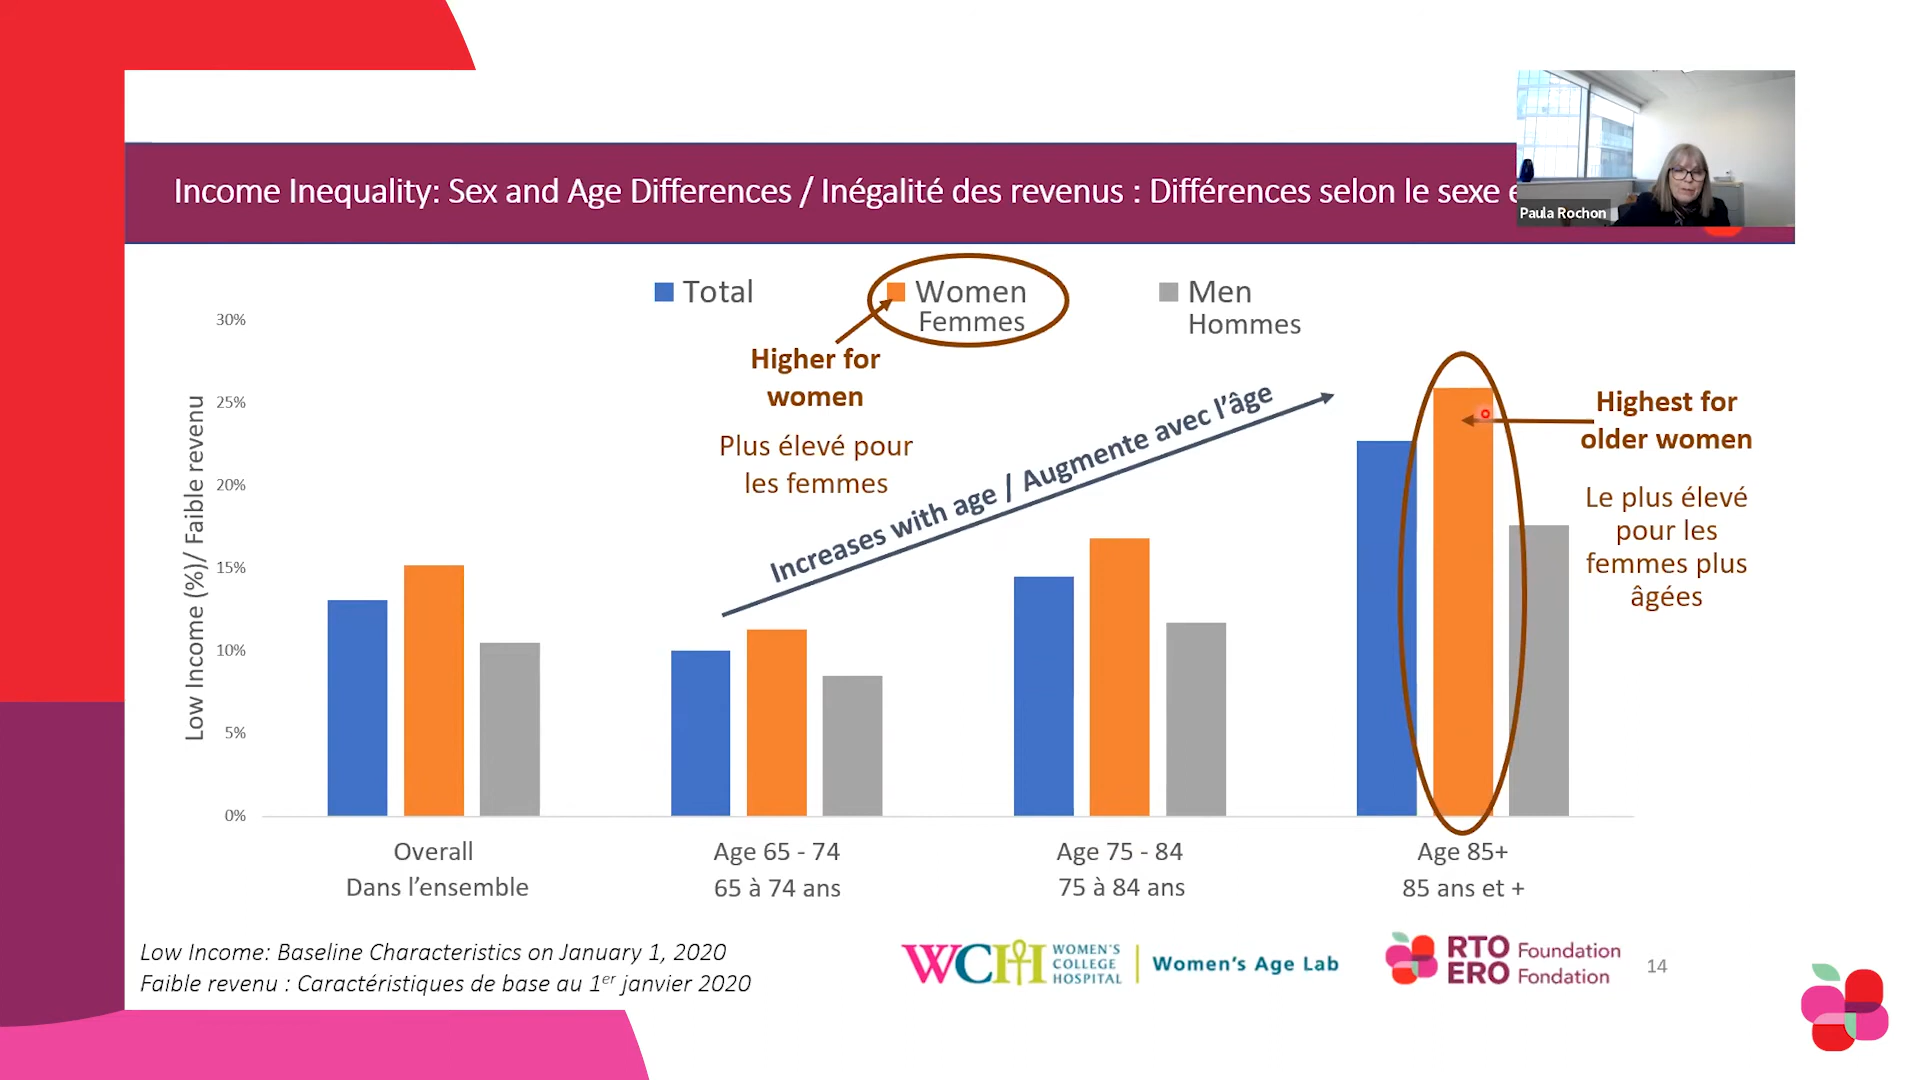 Income Inequality: Sex and Age Differences / Inégalité des revenus : Différences selon le sexe
Paula Rochon
Total
Women
Femmes
Men
Hommes
Higher for
women
Plus élevé pour
les femmes
Increases with age / Augmente avec l'âge
Highest for
older women
Le plus élevé
pour les
femmes plus
âgées
Low Income (%)/ Faible revenu
30%
25%
20%
15%
10%
5%
0%
Overall
Dans l'ensemble
Age 65 - 74
65 à 74 ans
Age 75 - 84
75 à 84 ans
Age 85+
85 ans et +
Low Income: Baseline Characteristics on January 1, 2020
Faible revenu : Caractéristiques de base au 1er janvier 2020
WCH
WOMEN'S
COLLEGE
HOSPITAL
Women's Age Lab
RTO
ERO
Foundation
Fondation
14